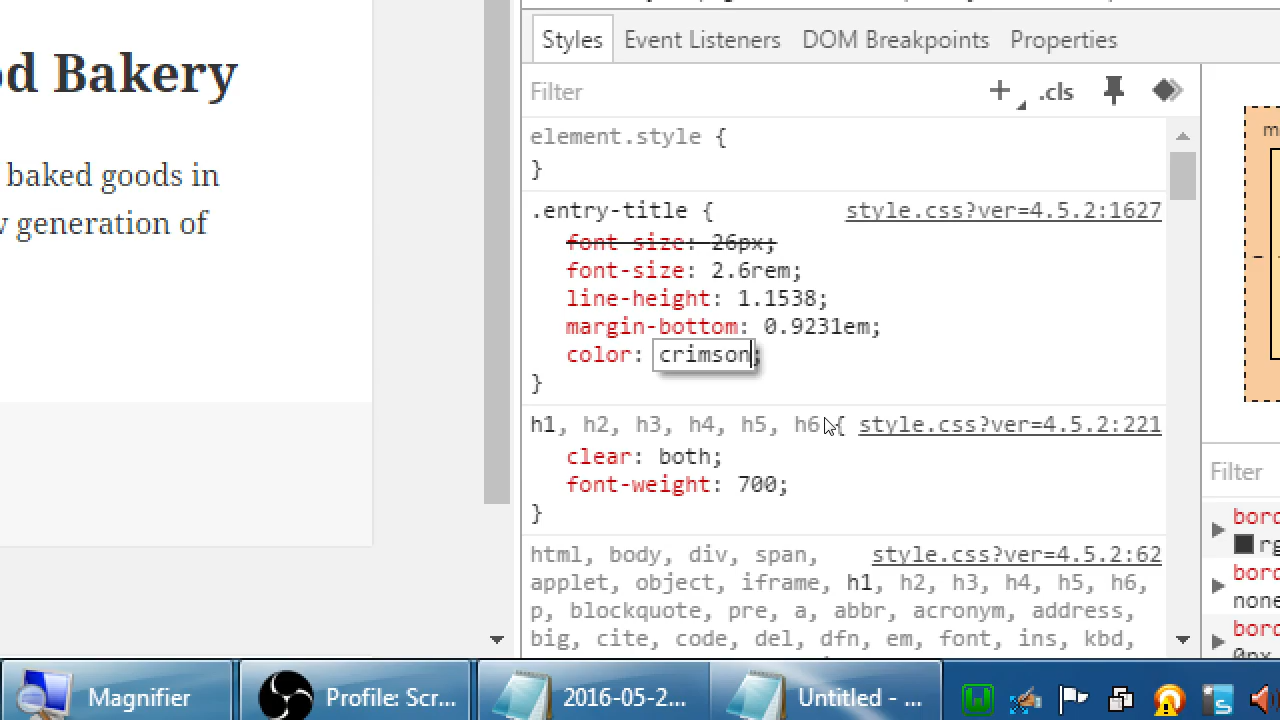 d Bakery
baked goods in
generation of
Styles Event Listeners DOM Breakpoints Properties
Filter + .cls
element.style {
}
.entry-title { style.css?ver=4.5.2:1627
font-size: 26px;
font-size: 2.6rem;
line-height: 1.1538;
margin-bottom: 0.9231em;
color: crimson;
}
h1, h2, h3, h4, h5, h6 { style.css?ver=4.5.2:221
clear: both;
font-weight: 700;
}
html, body, div, span, style.css?ver=4.5.2:62
applet, object, iframe, h1, h2, h3, h4, h5, h6,
p, blockquote, pre, a, abbr, acronym, address,
big, cite, code, del, dfn, em, font, ins, kbd,
m
-
Filter
borc
rg
borc
none
borc
0px
Magnifier Profile: Scr... 2016-05-2... Untitled - ...